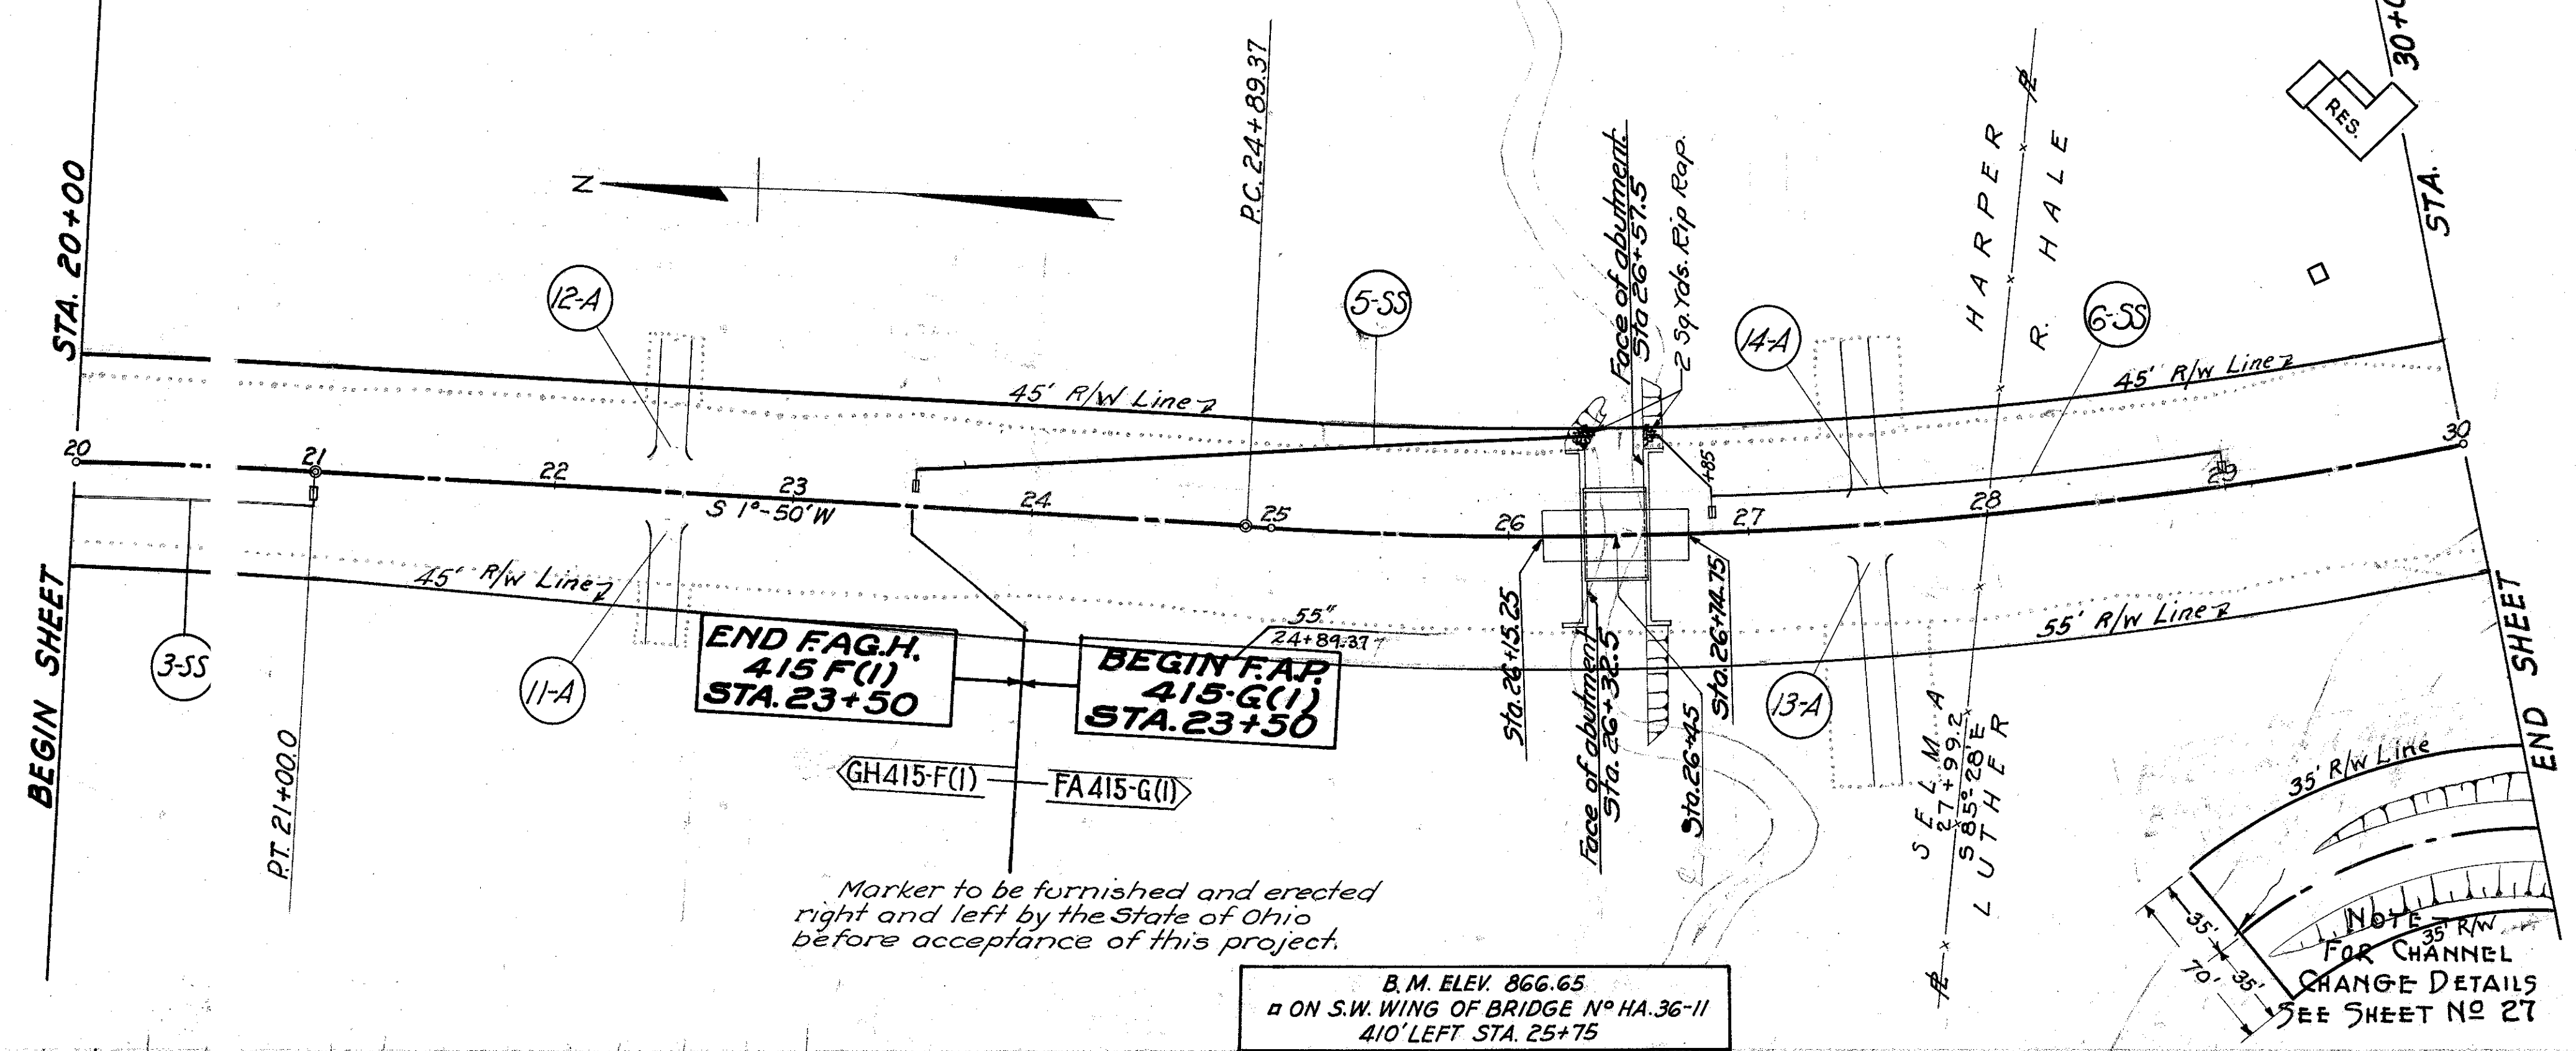 STA. 20+00
BEGIN SHEET
N
P.C. 24+89.37
P.T. 21+00.0
12-A
5-SS
14-A
6-SS
3-SS
11-A
13-A
45' R/W Line
45' R/W Line
45' R/W Line
55' R/W Line
20
21
22
23
24
25
26
27
28
29
30
S 1°-50'W
+85
Face of abutment.
Sta 26+57.5
2 Sq. Yds. Rip Rap.
HARPER
R. HALE
RES.
30+0
STA.
END F.A.G.H.
415 F(1)
STA. 23+50
BEGIN F.A.P.
415-G(1)
STA. 23+50
55"
24+89.37
GH415-F(1)
FA415-G(1)
Sta. 26+15.25
Face of abutment
Sta. 26+32.5
Sta. 26+45
Sta. 26+74.75
SELMA
27+99.2
S 85°-28'E
LUTHER
END SHEET
Marker to be furnished and erected
right and left by the State of Ohio
before acceptance of this project.
B.M. ELEV. 866.65
ON S.W. WING OF BRIDGE Nº HA.36-11
410' LEFT STA. 25+75
35' R/W Line
35' R/W
35'
35'
70'
NOTE
FOR CHANNEL
CHANGE DETAILS
SEE SHEET Nº 27